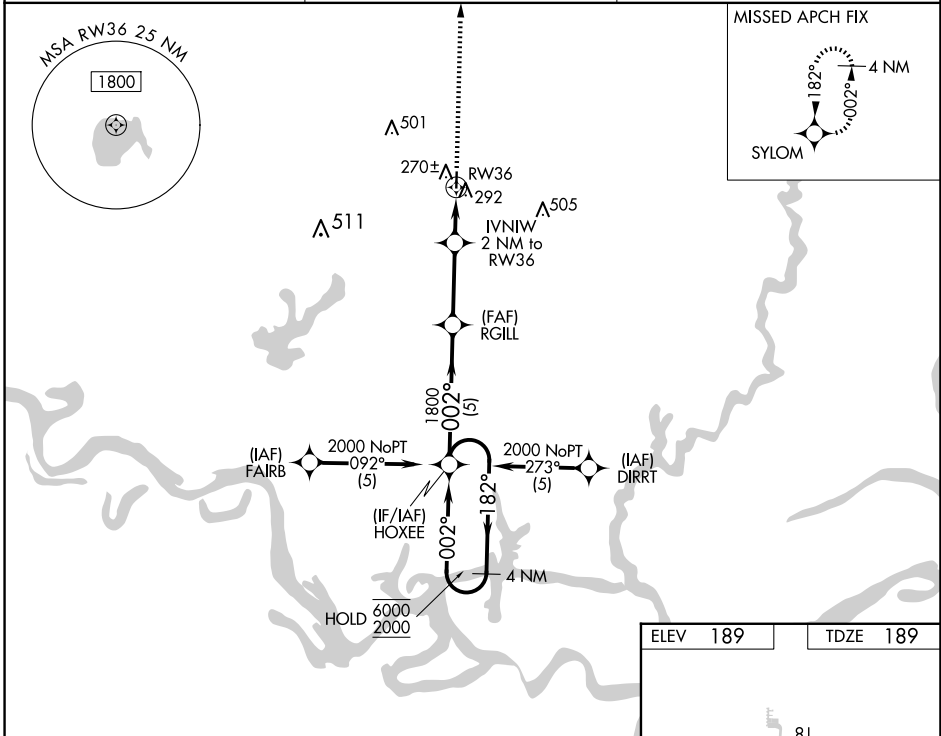 MSA RW36 25 NM
1800
MISSED APCH FIX
182°
4 NM
002°
SYLOM
501
270±
RW36
292
511
505
IVNIW
2 NM to
RW36
(FAF)
RGILL
1800
002°
(5)
(IAF)
FAIRB
2000 NoPT
092°
(5)
2000 NoPT
273°
(5)
(IAF)
DIRRT
(IF/IAF)
HOXEE
002°
182°
4 NM
HOLD
6000
2000
ELEV 189
TDZE 189